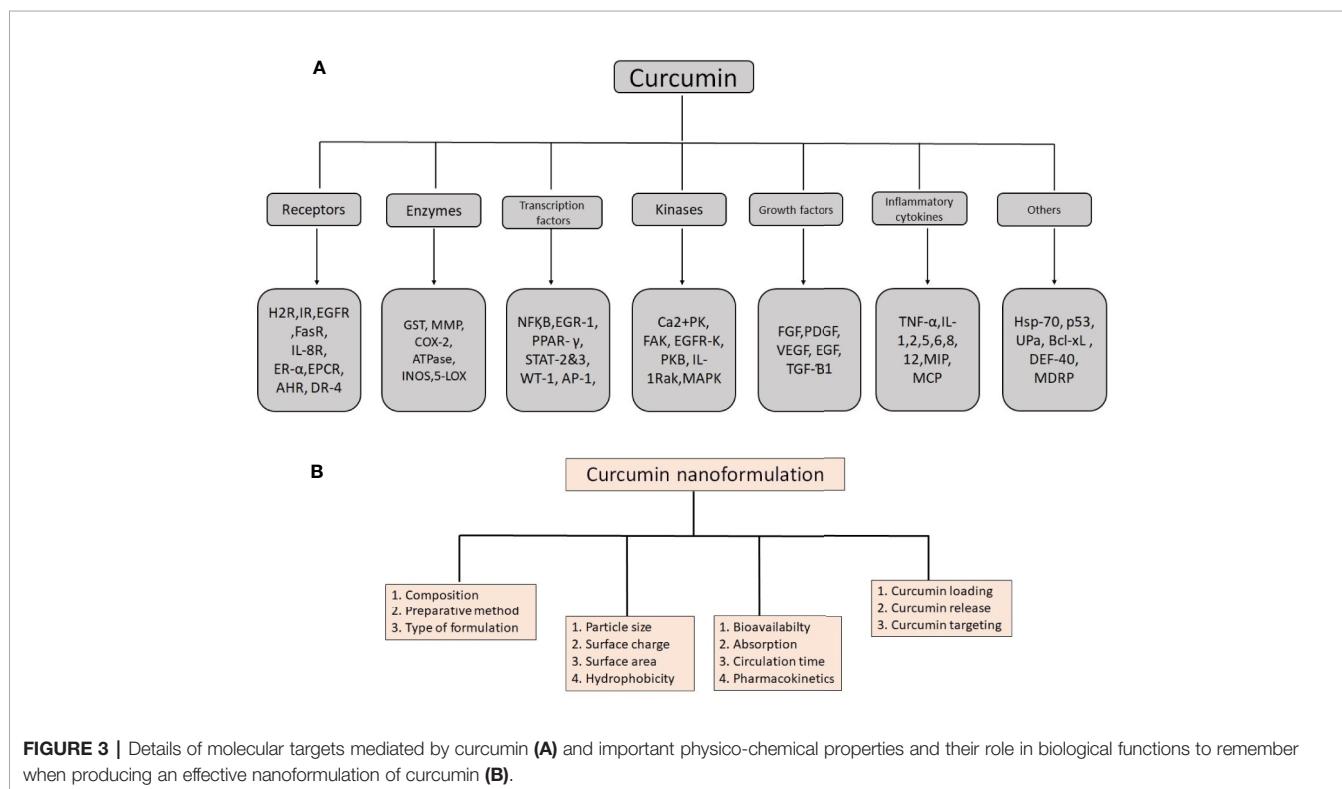 A
Curcumin
Receptors
Enzymes
Transcription
factors
Kinases
Growth factors
Inflammatory
cytokines
Others
H2R,IR,EGFR
,FasR,
IL-8R,
ER-α,EPCR,
AHR, DR-4
GST, MMP,
COX-2,
ATPase,
INOS,5-LOX
NFĶB,EGR-1,
PPAR- γ,
STAT-2&3,
WT-1, AP-1,
Ca2+PK,
FAK, EGFR-K,
PKB, IL-
1Rak,MAPK
FGF,PDGF,
VEGF, EGF,
TGF-Ɓ1
TNF-α,IL-
1,2,5,6,8,
12,MIP,
MCP
Hsp-70, p53,
UPa, Bcl-xL ,
DEF-40,
MDRP
B
Curcumin nanoformulation
1. Composition
2. Preparative method
3. Type of formulation
1. Particle size
2. Surface charge
3. Surface area
4. Hydrophobicity
1. Bioavailabilty
2. Absorption
3. Circulation time
4. Pharmacokinetics
1. Curcumin loading
2. Curcumin release
3. Curcumin targeting
FIGURE 3 | Details of molecular targets mediated by curcumin (A) and important physico-chemical properties and their role in biological functions to remember
when producing an effective nanoformulation of curcumin (B).